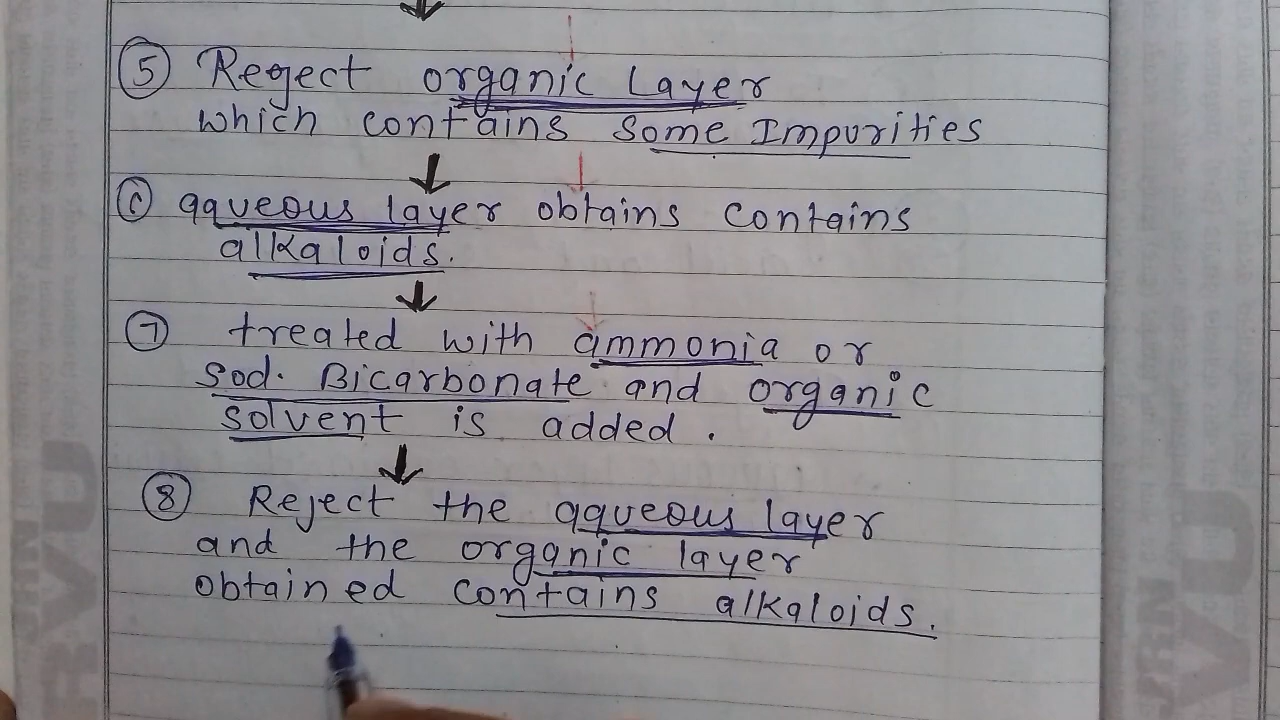 ⑤ Reject organic Layer
which contains some Impurities
⑥ aqueous layer obtains contains
alkaloids.
⑦ treated with ammonia or
Sod. Bicarbonate and organic
solvent is added.
⑧ Reject the aqueous layer
and the organic layer
obtained contains alkaloids.